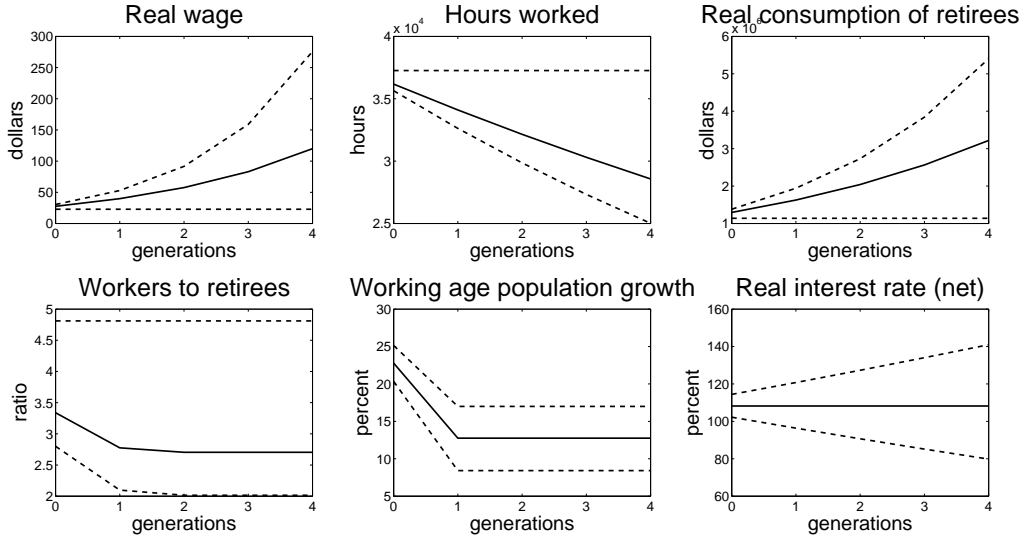 Real wage
300
250
200
150
100
50
0
dollars
0 1 2 3 4
generations
Hours worked
x 10^4
4
3.5
3
2.5
hours
0 1 2 3 4
generations
Real consumption of retirees
x 10^6
6
5
4
3
2
1
dollars
0 1 2 3 4
generations
Workers to retirees
5
4.5
4
3.5
3
2.5
2
ratio
0 1 2 3 4
generations
Working age population growth
30
25
20
15
10
5
percent
0 1 2 3 4
generations
Real interest rate (net)
160
140
120
100
80
60
percent
0 1 2 3 4
generations